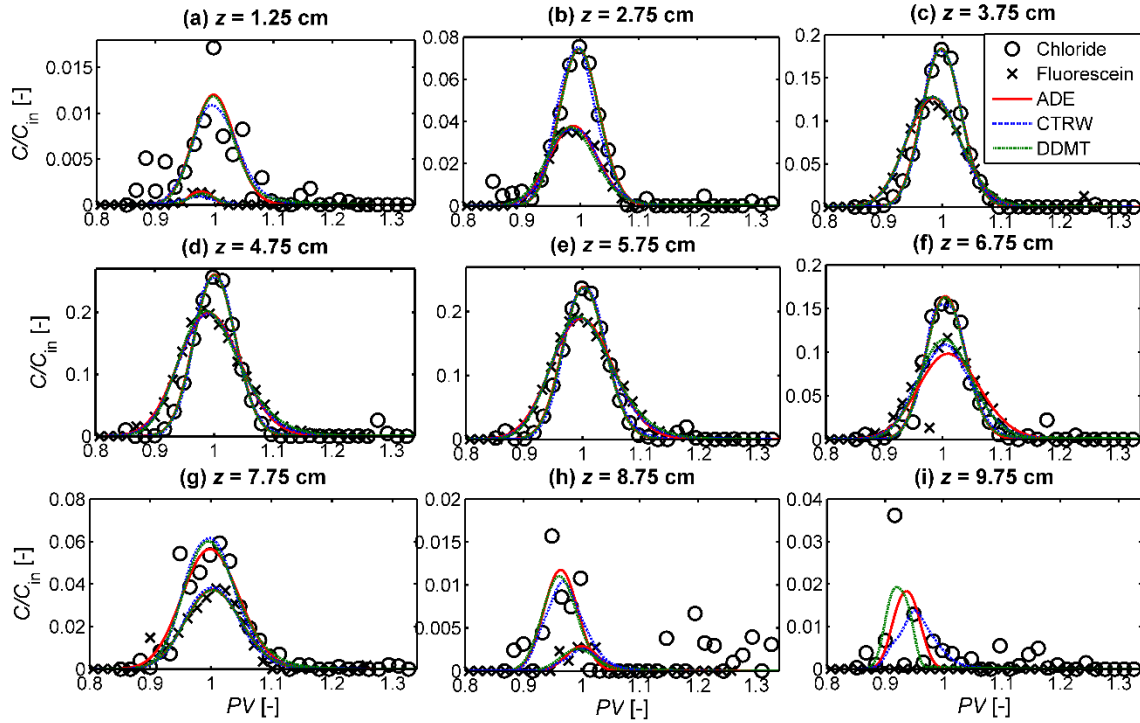 (a) z = 1.25 cm
0.015
0.01
0.005
0
0.8 0.9 1 1.1 1.2 1.3
C/Cin [-]
(b) z = 2.75 cm
0.08
0.06
0.04
0.02
0
0.8 0.9 1 1.1 1.2 1.3
(c) z = 3.75 cm
0.2
0.15
0.1
0.05
0
0.8 0.9 1 1.1 1.2 1.3
Chloride
Fluorescein
ADE
CTRW
DDMT
(d) z = 4.75 cm
0.2
0.1
0
0.8 0.9 1 1.1 1.2 1.3
C/Cin [-]
(e) z = 5.75 cm
0.2
0.1
0
0.8 0.9 1 1.1 1.2 1.3
(f) z = 6.75 cm
0.2
0.15
0.1
0.05
0
0.8 0.9 1 1.1 1.2 1.3
(g) z = 7.75 cm
0.08
0.06
0.04
0.02
0
0.8 0.9 1 1.1 1.2 1.3
C/Cin [-]
PV [-]
(h) z = 8.75 cm
0.02
0.015
0.01
0.005
0
0.8 0.9 1 1.1 1.2 1.3
PV [-]
(i) z = 9.75 cm
0.04
0.03
0.02
0.01
0
0.8 0.9 1 1.1 1.2 1.3
PV [-]